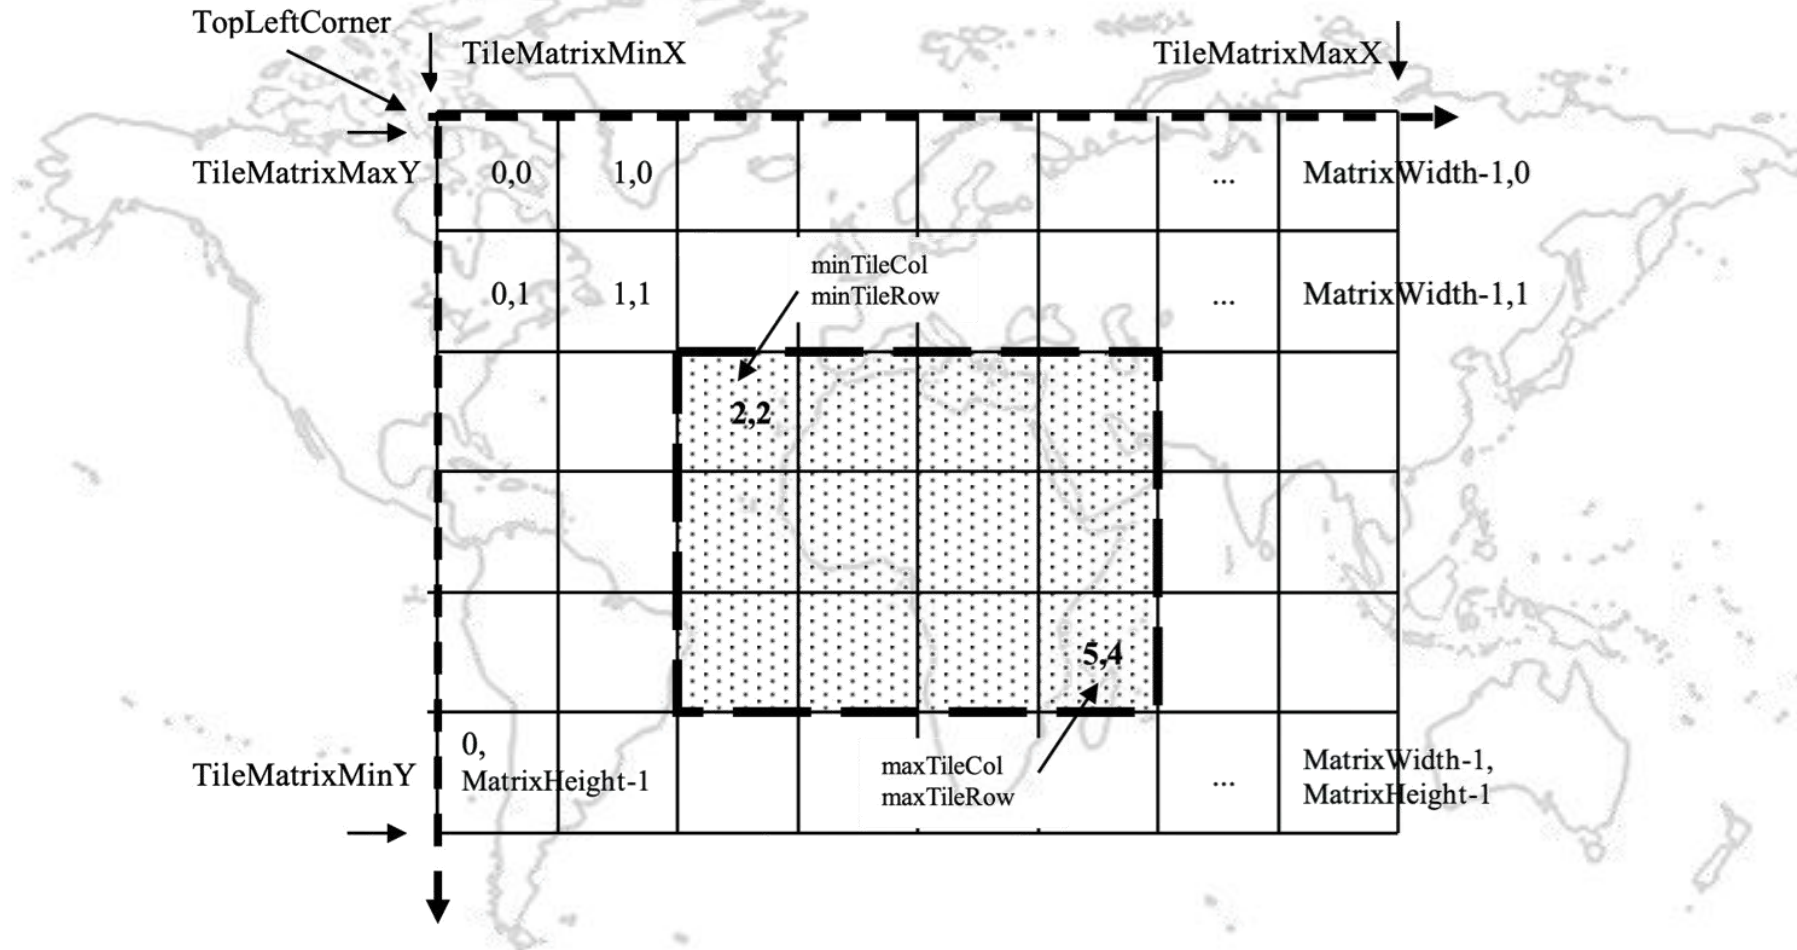 TopLeftCorner
TileMatrixMinX
TileMatrixMaxX
TileMatrixMaxY
0,0
1,0
...
MatrixWidth-1,0
0,1
1,1
minTileCol
minTileRow
...
MatrixWidth-1,1
2,2
5,4
TileMatrixMinY
0,
MatrixHeight-1
maxTileCol
maxTileRow
...
MatrixWidth-1,
MatrixHeight-1